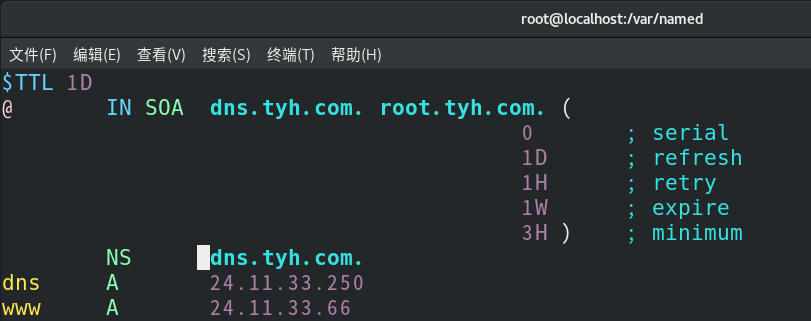 root@localhost:/var/named
文件(F) 编辑(E) 查看(V) 搜索(S) 终端(T) 帮助(H)
$TTL 1D
@ IN SOA dns.tyh.com. root.tyh.com. (
0 ; serial
1D ; refresh
1H ; retry
1W ; expire
3H ) ; minimum
NS dns.tyh.com.
dns A 24.11.33.250
www A 24.11.33.66